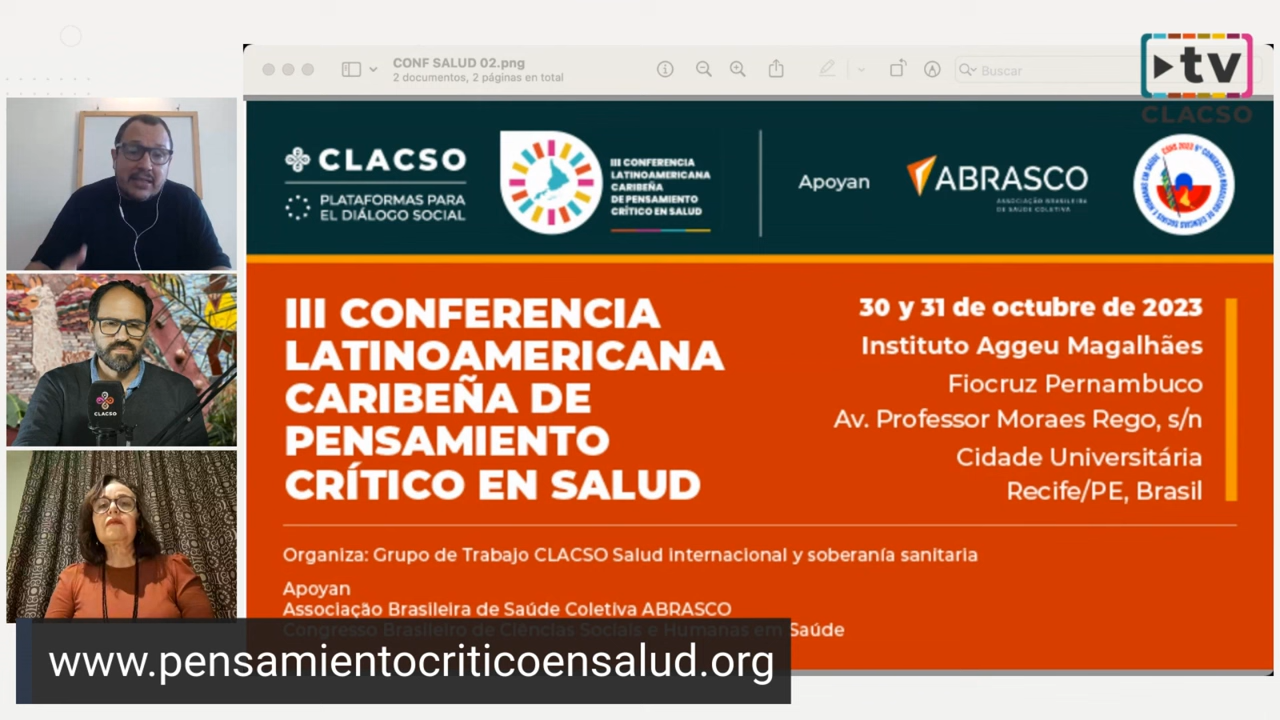 CONF SALUD 02.png
2 documentos, 2 páginas en total
Buscar
tv
CLACSO
CLACSO
PLATAFORMAS PARA
EL DIÁLOGO SOCIAL
III CONFERENCIA
LATINOAMERICANA
CARIBEÑA
DE PENSAMIENTO
CRÍTICO EN SALUD
Apoyan
ABRASCO
ASSOCIAÇÃO BRASILEIRA
DE SAÚDE COLETIVA
III CONFERENCIA
LATINOAMERICANA
CARIBEÑA DE
PENSAMIENTO
CRÍTICO EN SALUD
30 y 31 de octubre de 2023
Instituto Aggeu Magalhães
Fiocruz Pernambuco
Av. Professor Moraes Rego, s/n
Cidade Universitária
Recife/PE, Brasil
Organiza: Grupo de Trabajo CLACSO Salud internacional y soberanía sanitaria
Apoyan
Associação Brasileira de Saúde Coletiva ABRASCO
Congresso Brasileiro de Ciências Sociais e Humanas em Saúde
CLACSO
www.pensamientocriticoensalud.org